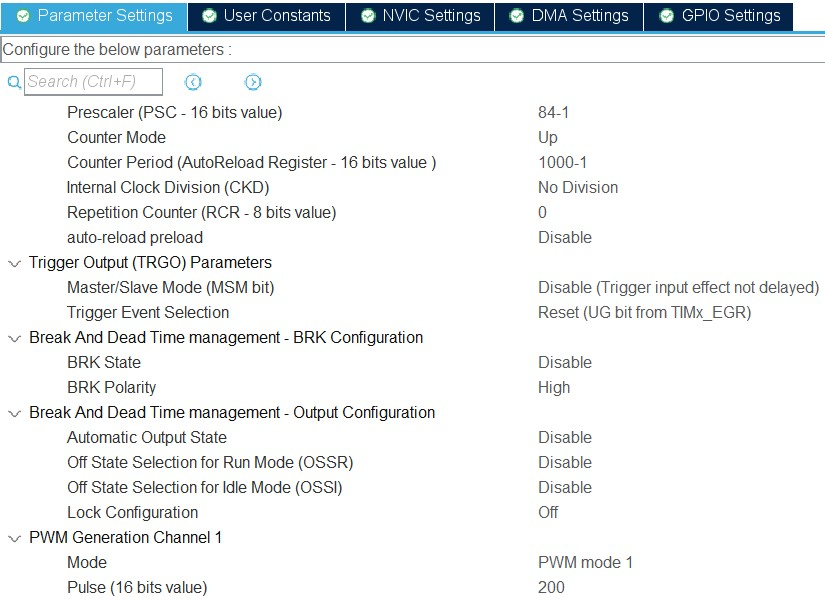 Parameter Settings User Constants NVIC Settings DMA Settings GPIO Settings
Configure the below parameters :
Search (Ctrl+F)
Prescaler (PSC - 16 bits value) 84-1
Counter Mode Up
Counter Period (AutoReload Register - 16 bits value ) 1000-1
Internal Clock Division (CKD) No Division
Repetition Counter (RCR - 8 bits value) 0
auto-reload preload Disable
Trigger Output (TRGO) Parameters
Master/Slave Mode (MSM bit) Disable (Trigger input effect not delayed)
Trigger Event Selection Reset (UG bit from TIMx_EGR)
Break And Dead Time management - BRK Configuration
BRK State Disable
BRK Polarity High
Break And Dead Time management - Output Configuration
Automatic Output State Disable
Off State Selection for Run Mode (OSSR) Disable
Off State Selection for Idle Mode (OSSI) Disable
Lock Configuration Off
PWM Generation Channel 1
Mode PWM mode 1
Pulse (16 bits value) 200